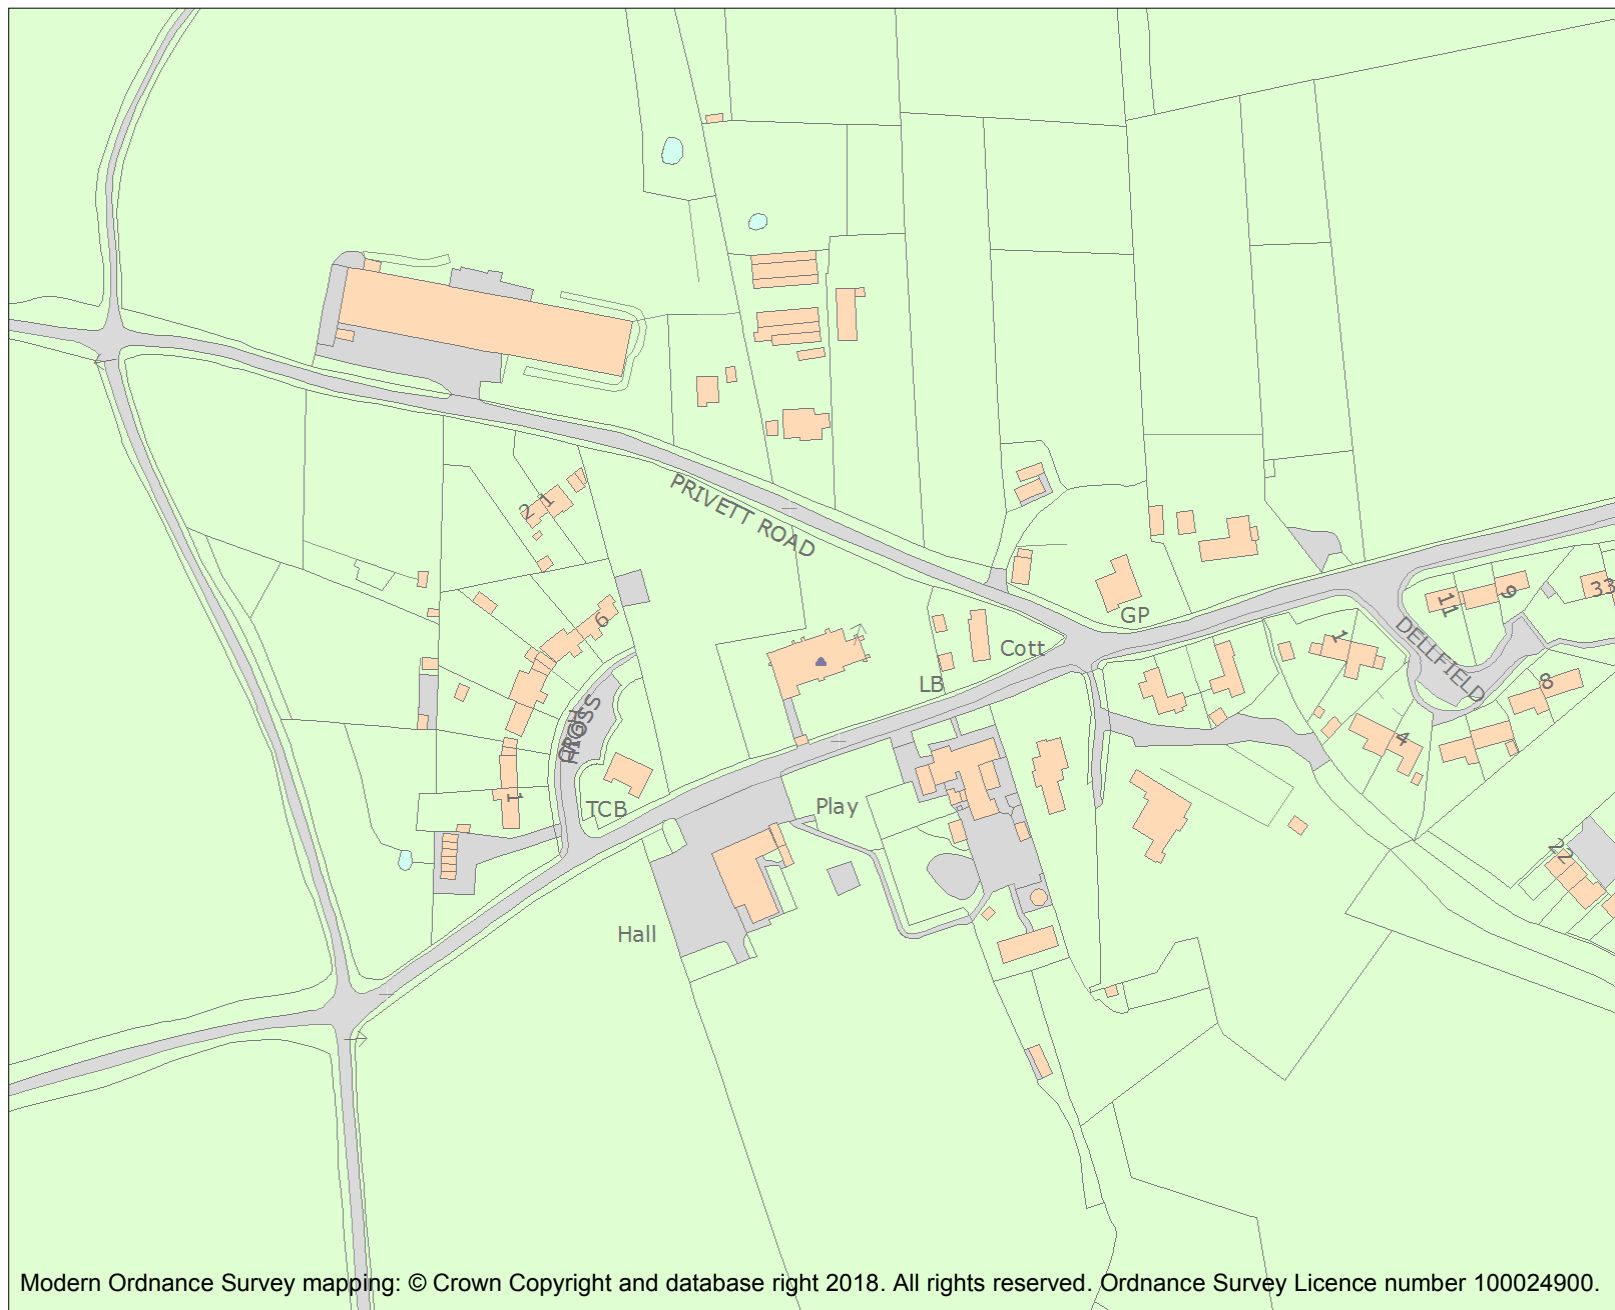 2 1
PRIVETT ROAD
6
GP
Cott
LB
11
9
33
1
DELLFIELD
8
4
HIGH
CROSS
1
TCB
Play
22
Hall
Modern Ordnance Survey mapping: © Crown Copyright and database right 2018. All rights reserved. Ordnance Survey Licence number 100024900.